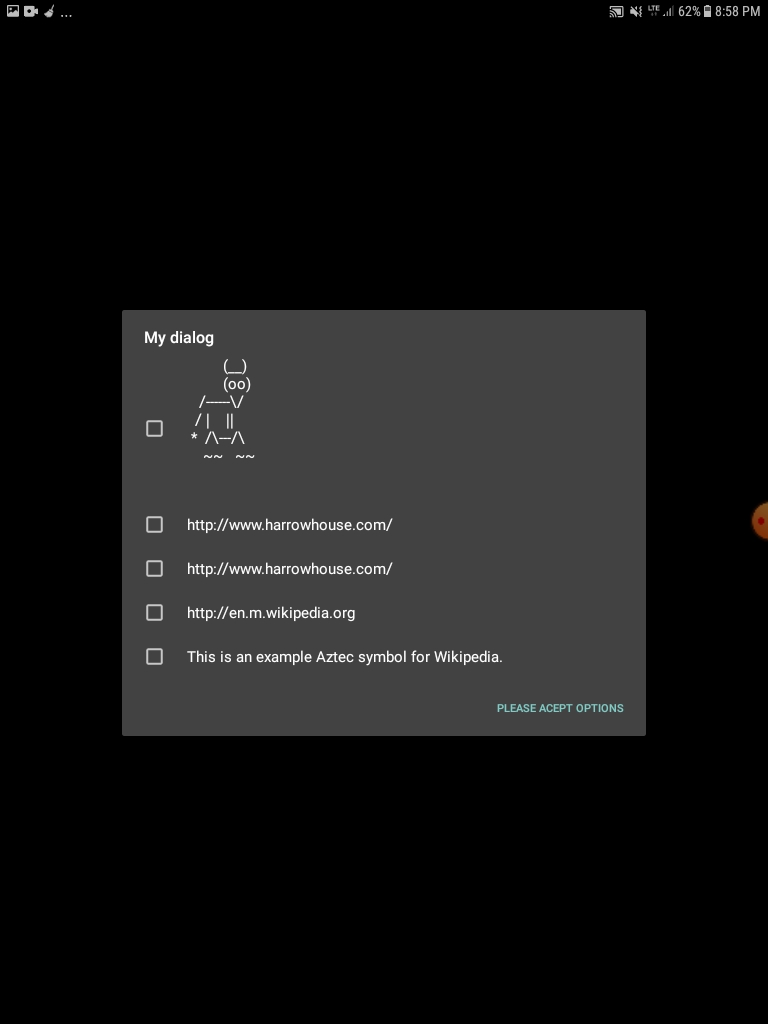 ... LTE 62% 8:58 PM
My dialog
(__)
(oo)
/------\/
/ |    ||
*  /\---/\
~~   ~~
http://www.harrowhouse.com/
http://www.harrowhouse.com/
http://en.m.wikipedia.org
This is an example Aztec symbol for Wikipedia.
PLEASE ACEPT OPTIONS